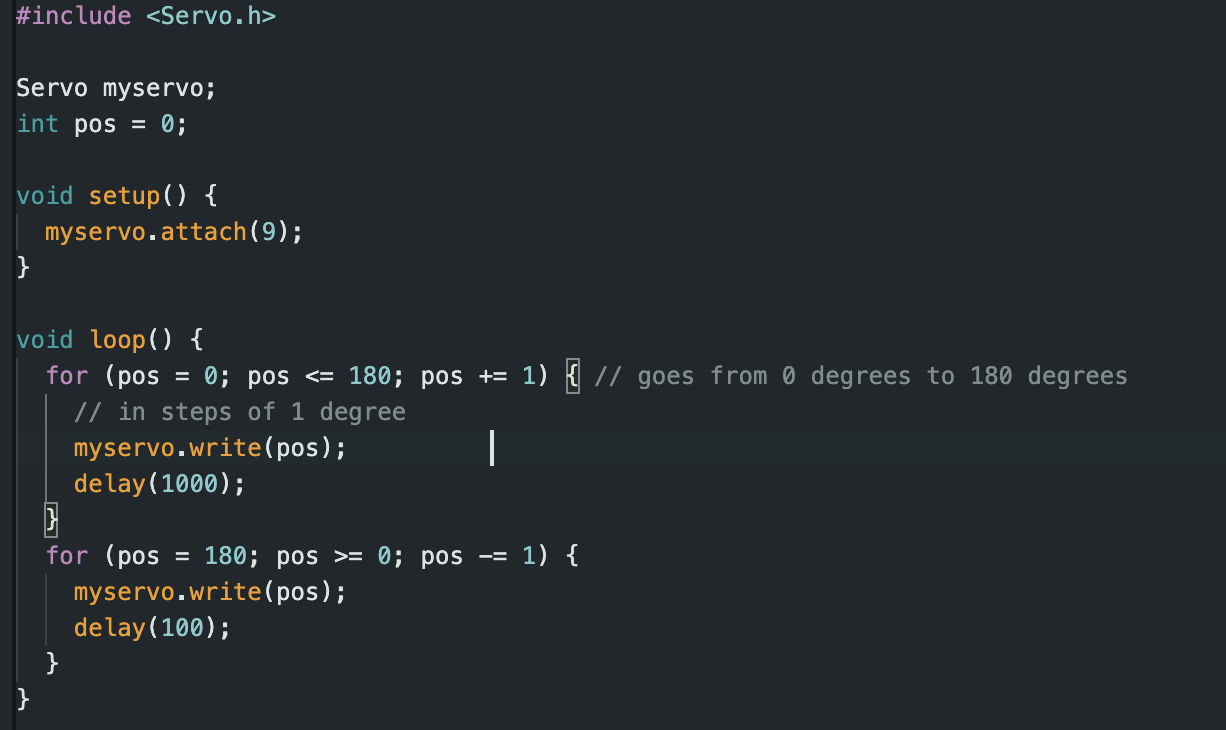 #include <Servo.h>
Servo myservo;
int pos = 0;
void setup() {
myservo.attach(9);
}
void loop() {
for (pos = 0; pos <= 180; pos += 1) { // goes from 0 degrees to 180 degrees
// in steps of 1 degree
myservo.write(pos);
delay(1000);
}
for (pos = 180; pos >= 0; pos -= 1) {
myservo.write(pos);
delay(100);
}
}